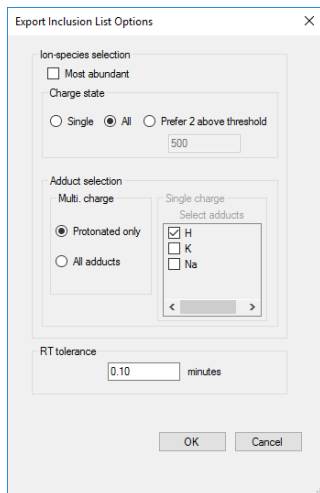 Export Inclusion List Options
Ion-species selection
Most abundant
Charge state
Single All Prefer 2 above threshold
500
Adduct selection
Multi. charge
Protonated only
All adducts
Single charge
Select adducts
H
K
Na
RT tolerance
0.10 minutes
OK Cancel